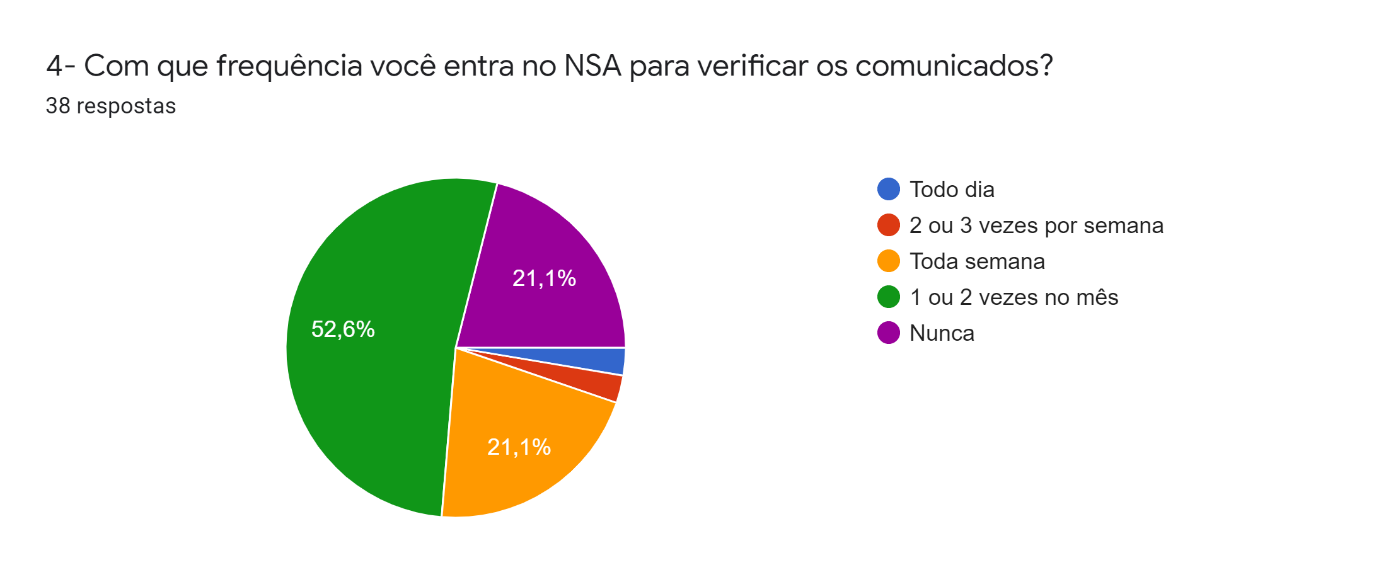 4- Com que frequência você entra no NSA para verificar os comunicados?
38 respostas
Todo dia
2 ou 3 vezes por semana
Toda semana
1 ou 2 vezes no mês
Nunca
21,1%
52,6%
21,1%